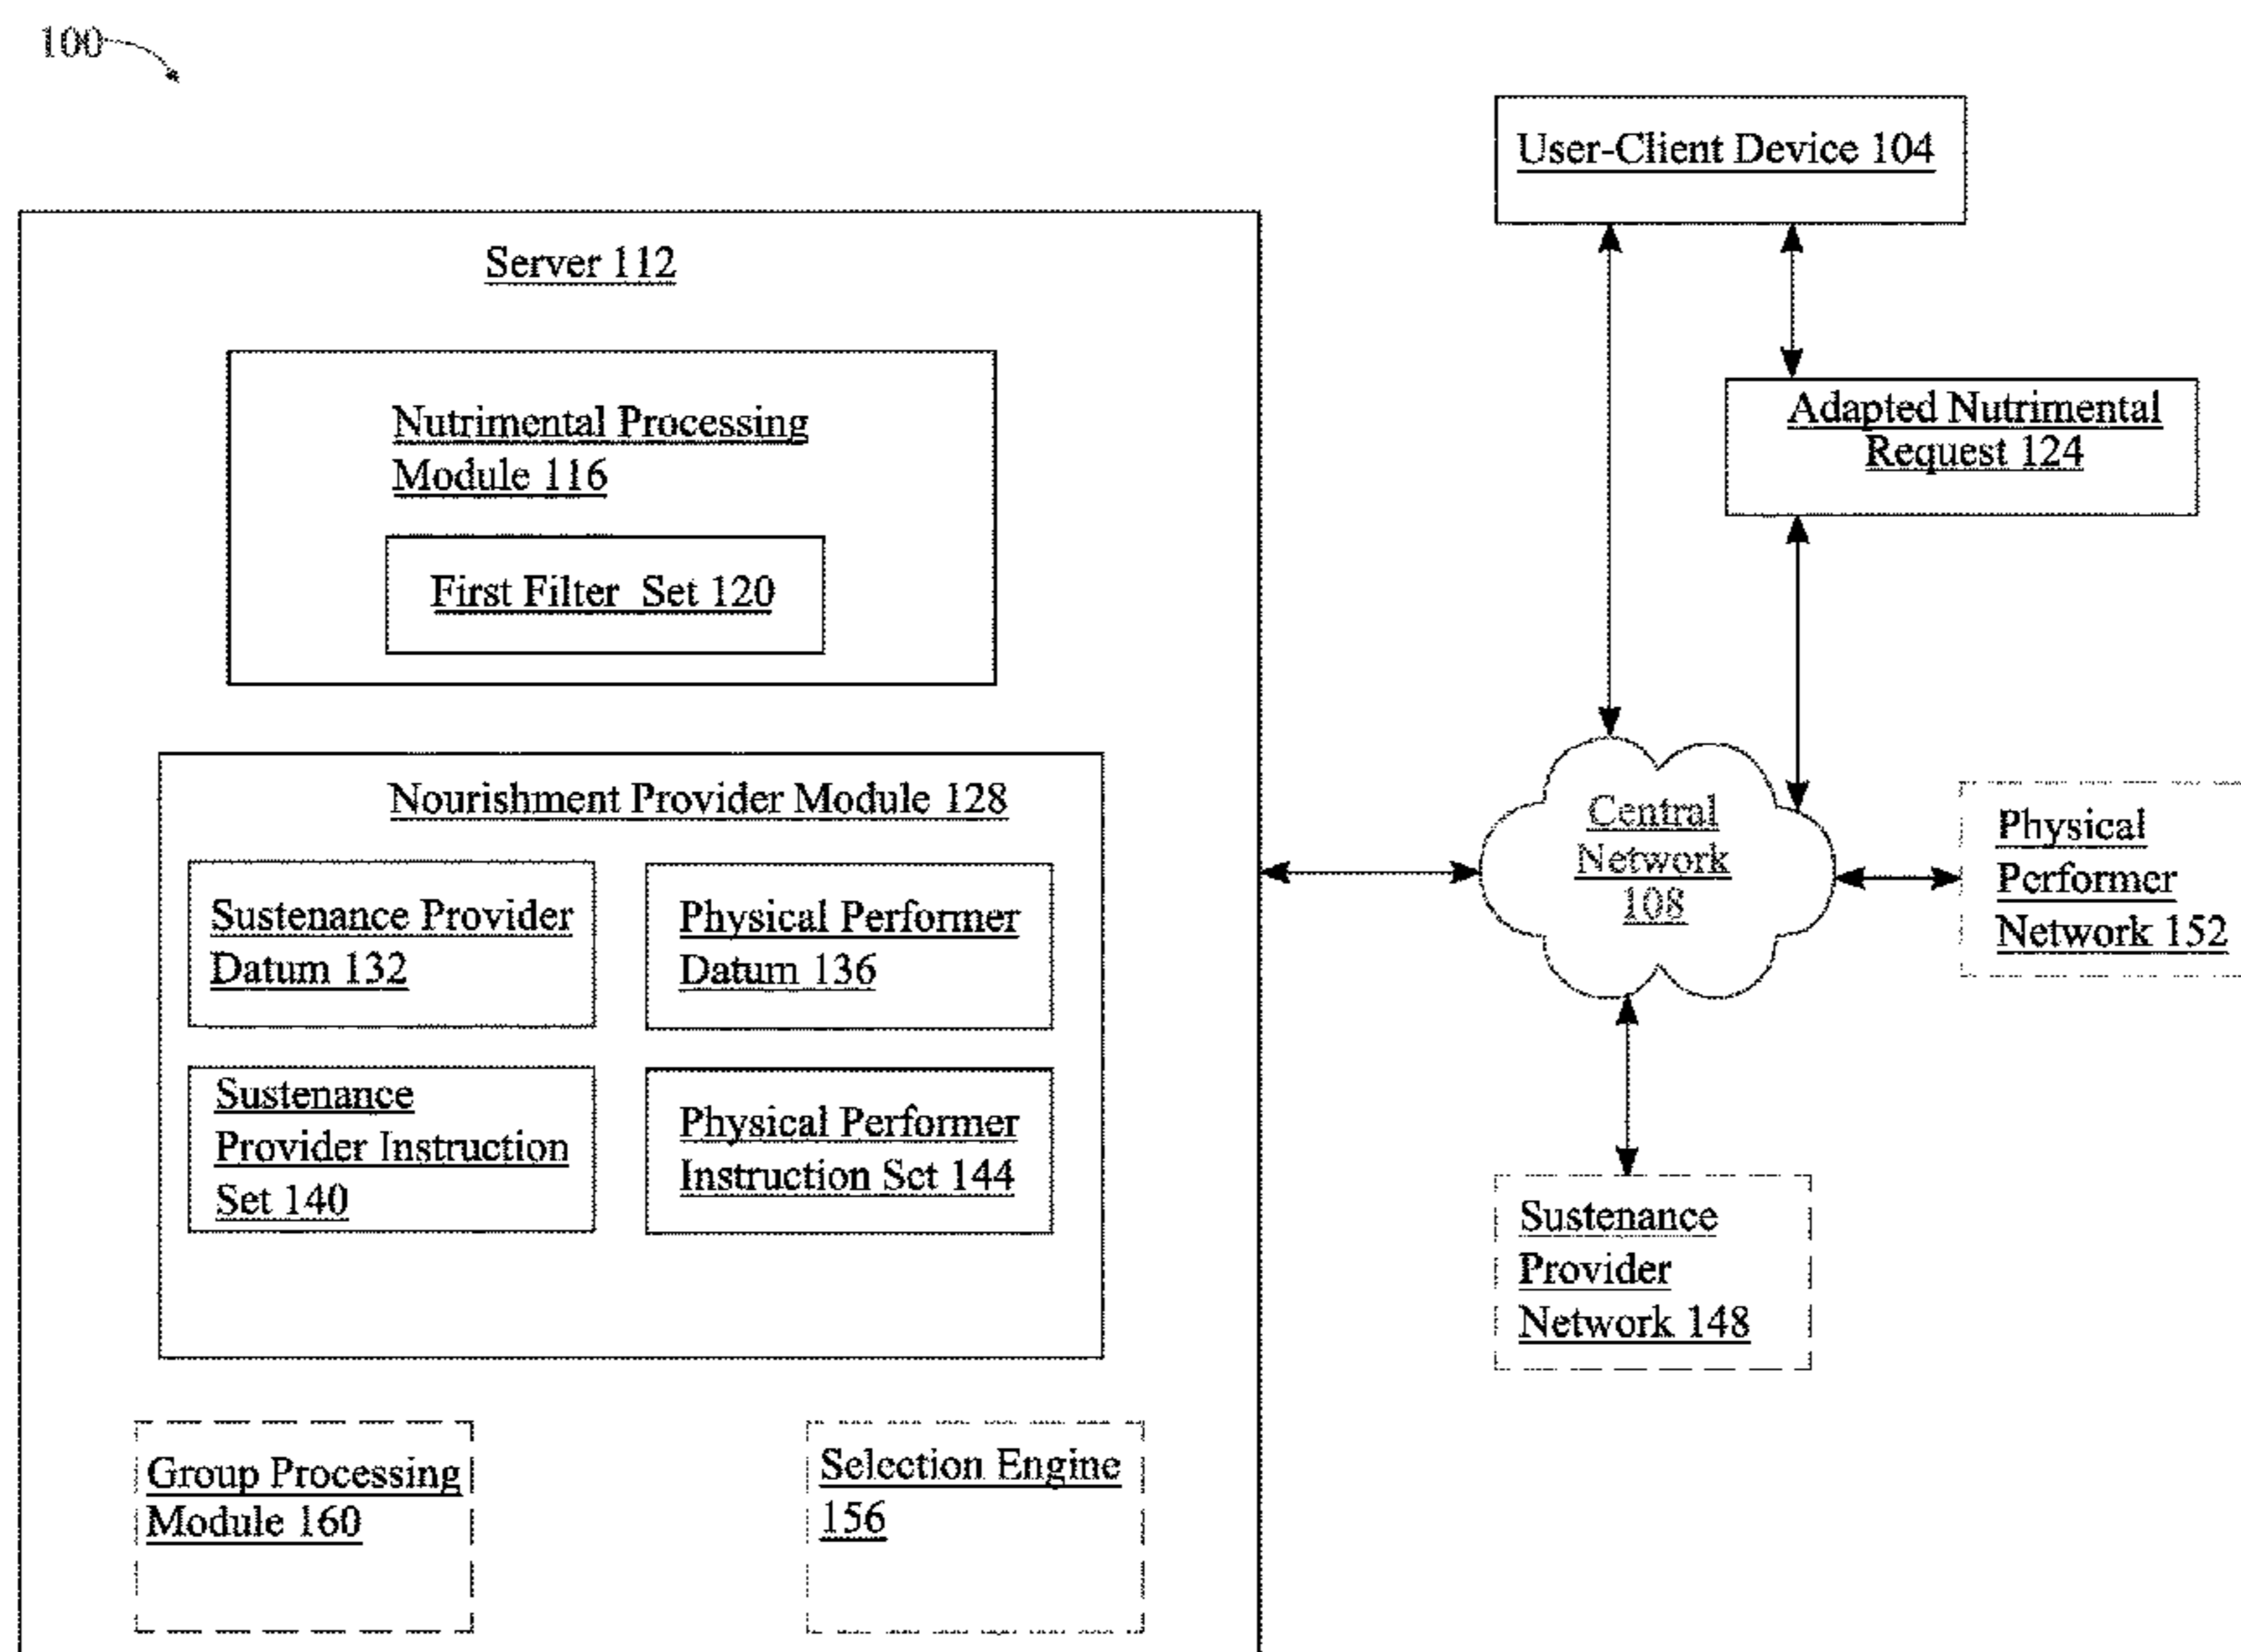 100
User-Client Device 104
Server 112
Adapted Nutrimental
Request 124
Nutrimental Processing
Module 116
First Filter Set 120
Nourishment Provider Module 128
Sustenance Provider
Datum 132
Physical Performer
Datum 136
Sustenance
Provider Instruction
Set 140
Physical Performer
Instruction Set 144
Central
Network
108
Physical
Performer
Network 152
Sustenance
Provider
Network 148
Group Processing
Module 160
Selection Engine
156